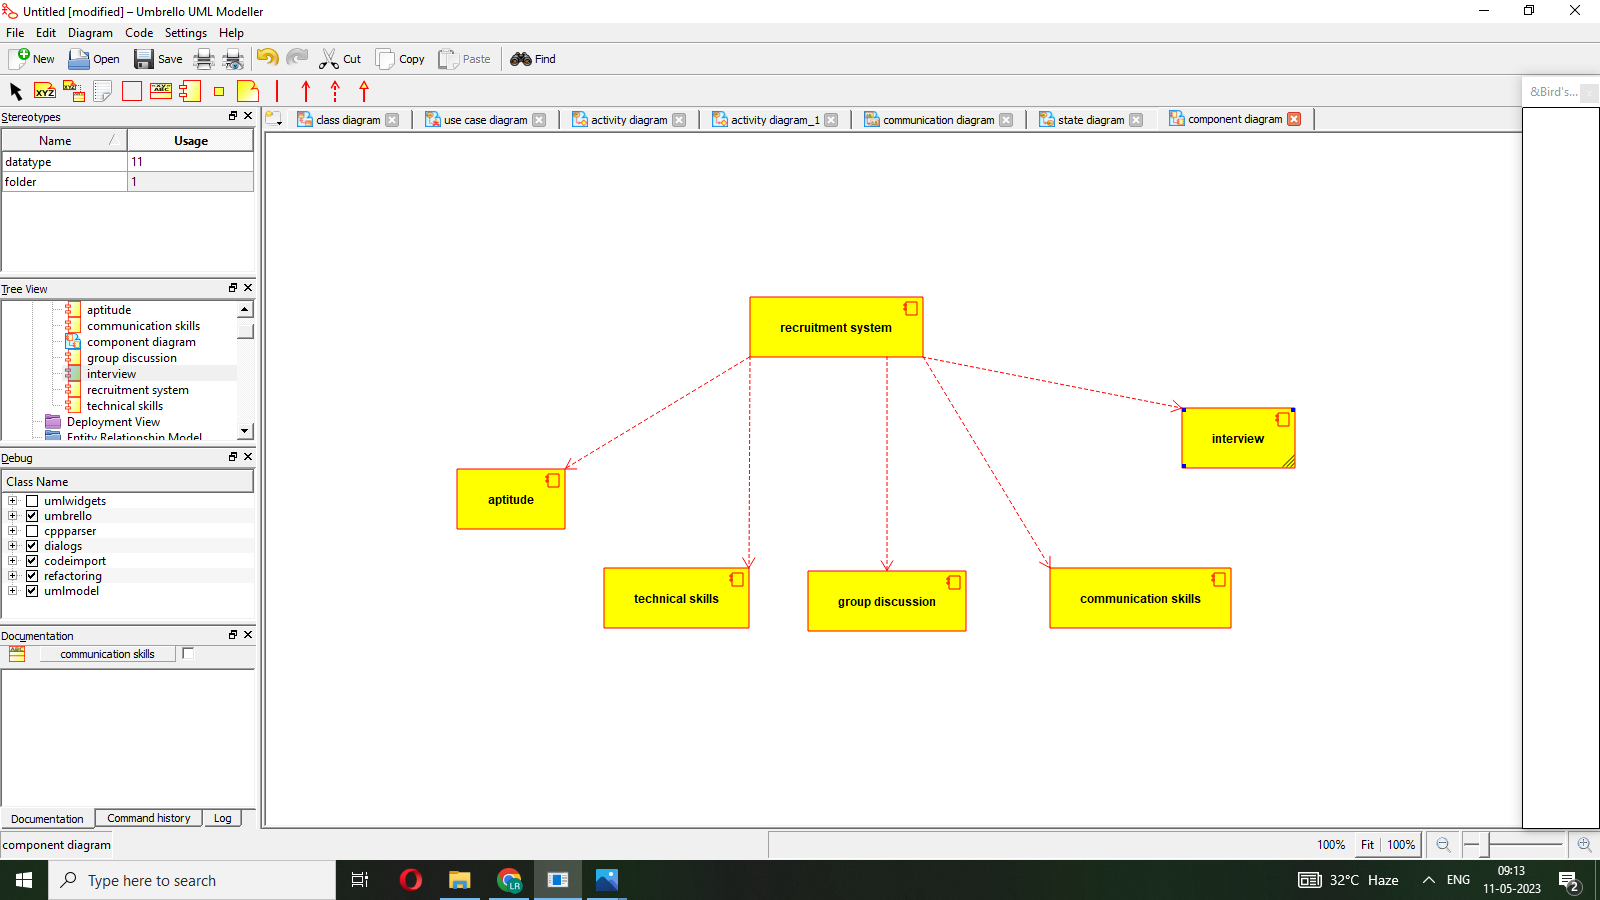 Untitled [modified] – Umbrello UML Modeller
File Edit Diagram Code Settings Help
New Open Save Cut Copy Paste Find
XYZ XYZ ABC
&Bird's...
Stereotypes
class diagram use case diagram activity diagram activity diagram_1 communication diagram state diagram component diagram
Name Usage
datatype 11
folder 1
Tree View
aptitude
communication skills
component diagram
group discussion
interview
recruitment system
technical skills
Deployment View
Entity Relationship Model
Debug
Class Name
umlwidgets
umbrello
cppparser
dialogs
codeimport
refactoring
umlmodel
Documentation
ABC communication skills
Documentation Command history Log
recruitment system
interview
aptitude
technical skills
group discussion
communication skills
component diagram
100% Fit 100%
Type here to search
LR
32°C Haze
ENG
09:13
11-05-2023
2